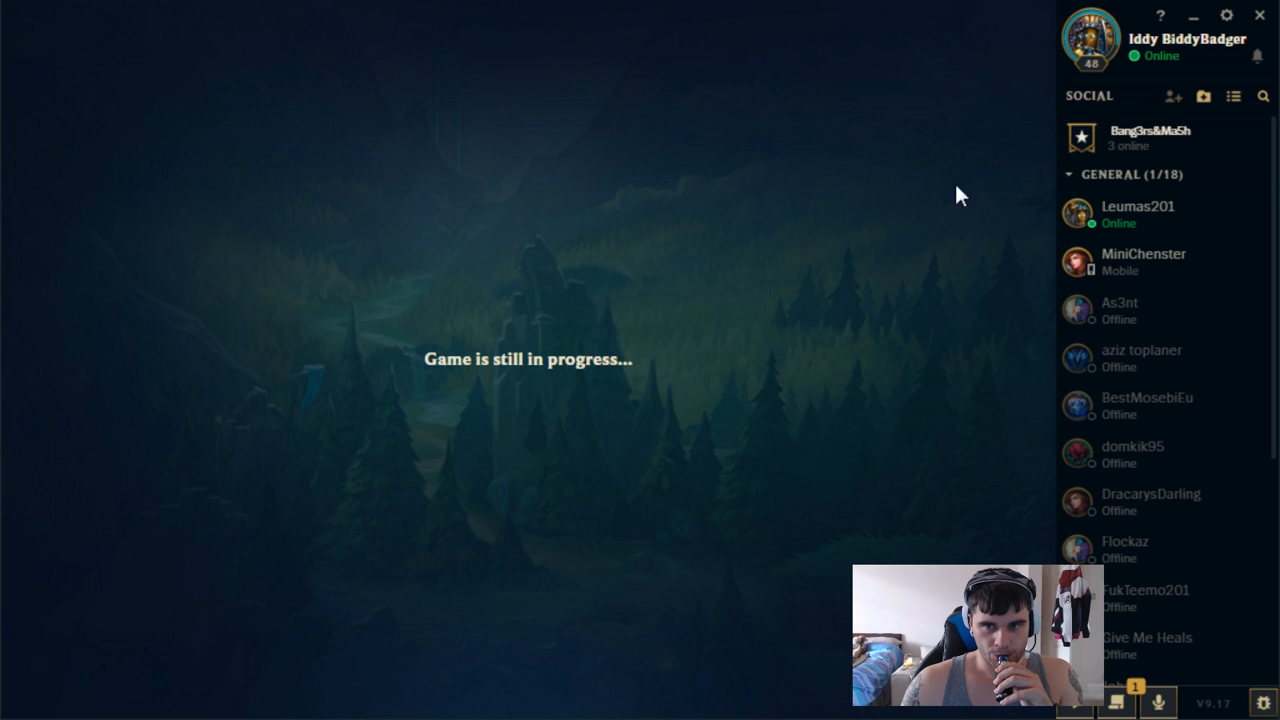 Iddy BiddyBadger
48
Online
SOCIAL
Bang3rs&Ma5h
3 online
GENERAL (1/18)
Leumas201
Online
MiniChenster
Mobile
As3nt
Offline
aziz toplaner
Offline
BestMosebiEu
Offline
domkik95
Offline
DracarysDarling
Offline
Flockaz
Offline
FukTeemo201
Offline
Give Me Heals
Offline
Game is still in progress...
1
V9.17